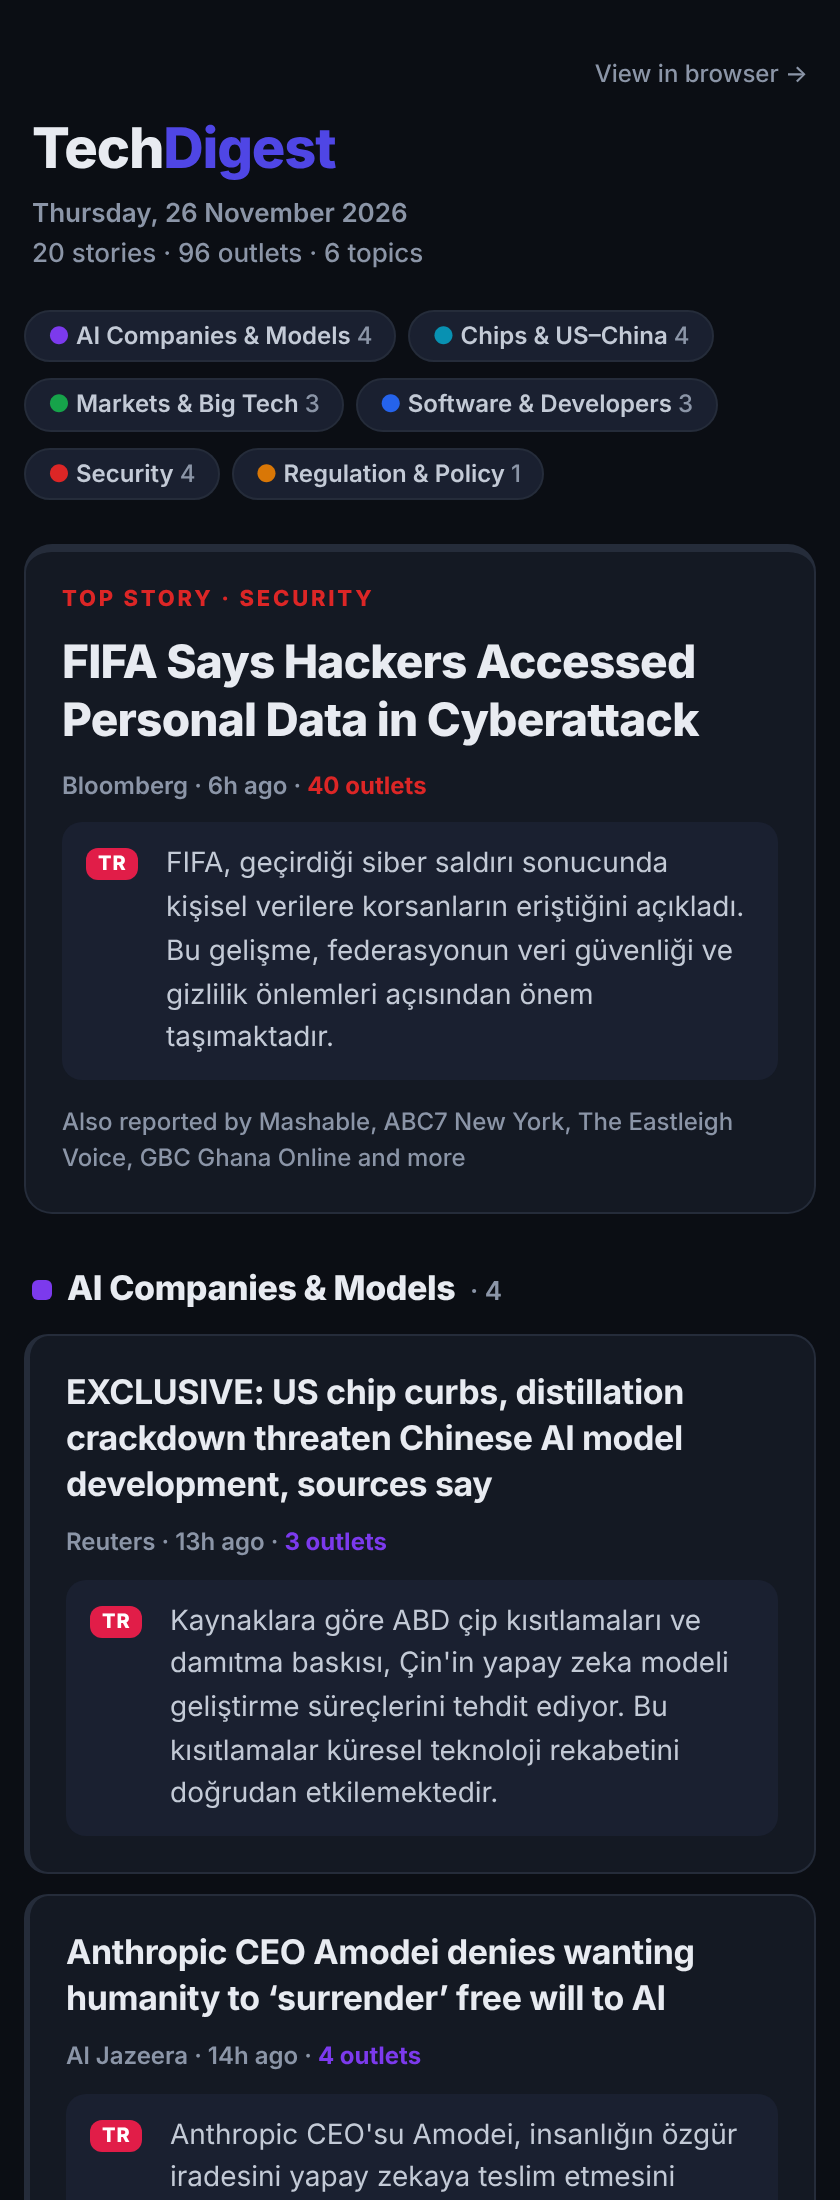 View in browser →
TechDigest
Thursday, 26 November 2026
20 stories · 96 outlets · 6 topics
AI Companies & Models 4
Chips & US–China 4
Markets & Big Tech 3
Software & Developers 3
Security 4
Regulation & Policy 1
TOP STORY · SECURITY
FIFA Says Hackers Accessed
Personal Data in Cyberattack
Bloomberg · 6h ago · 40 outlets
TR
FIFA, geçirdiği siber saldırı sonucunda
kişisel verilere korsanların eriştiğini açıkladı.
Bu gelişme, federasyonun veri güvenliği ve
gizlilik önlemleri açısından önem
taşımaktadır.
Also reported by Mashable, ABC7 New York, The Eastleigh
Voice, GBC Ghana Online and more
AI Companies & Models · 4
EXCLUSIVE: US chip curbs, distillation
crackdown threaten Chinese AI model
development, sources say
Reuters · 13h ago · 3 outlets
TR
Kaynaklara göre ABD çip kısıtlamaları ve
damıtma baskısı, Çin'in yapay zeka modeli
geliştirme süreçlerini tehdit ediyor. Bu
kısıtlamalar küresel teknoloji rekabetini
doğrudan etkilemektedir.
Anthropic CEO Amodei denies wanting
humanity to ‘surrender’ free will to AI
Al Jazeera · 14h ago · 4 outlets
TR
Anthropic CEO'su Amodei, insanlığın özgür
iradesini yapay zekaya teslim etmesini